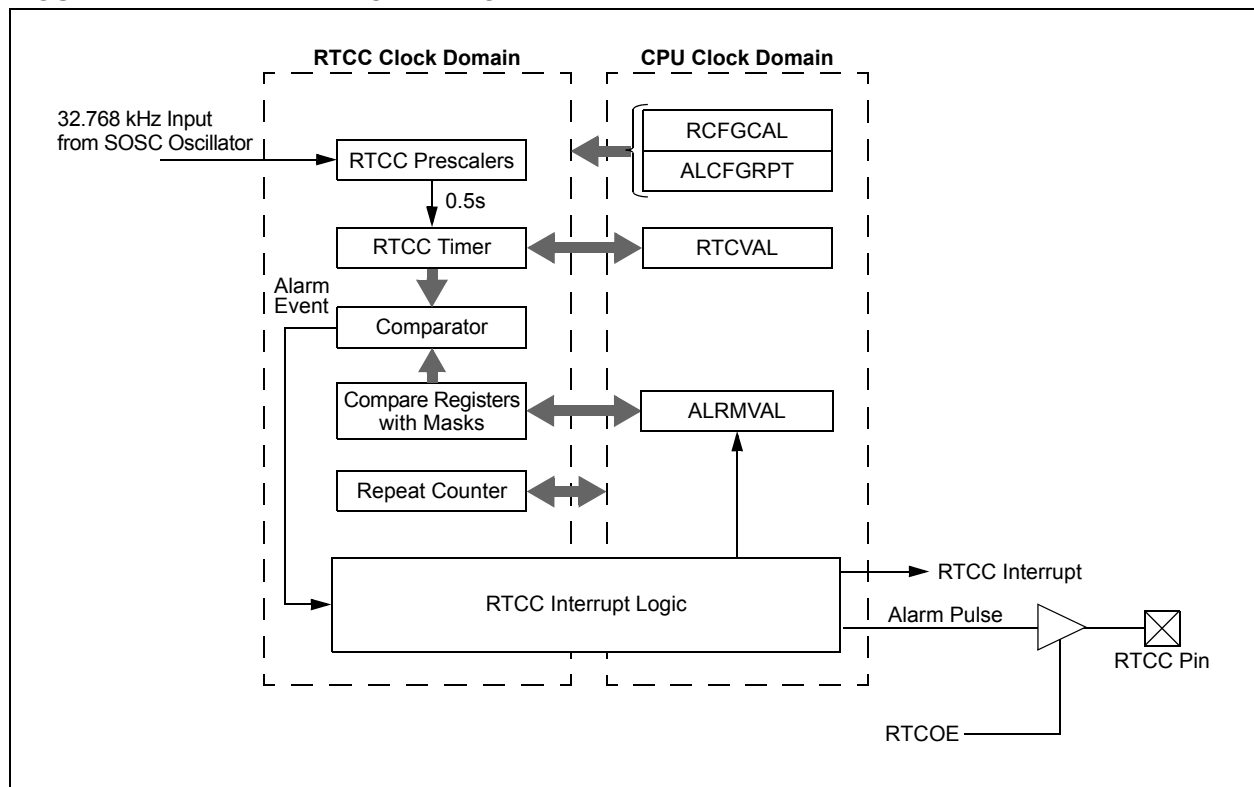 RTCC Clock Domain
CPU Clock Domain
32.768 kHz Input
from SOSC Oscillator
RTCC Prescalers
0.5s
RTCC Timer
Alarm
Event
Comparator
Compare Registers
with Masks
Repeat Counter
RCFGCAL
ALCFGRPT
RTCVAL
ALRMVAL
RTCC Interrupt Logic
RTCC Interrupt
Alarm Pulse
RTCC Pin
RTCOE